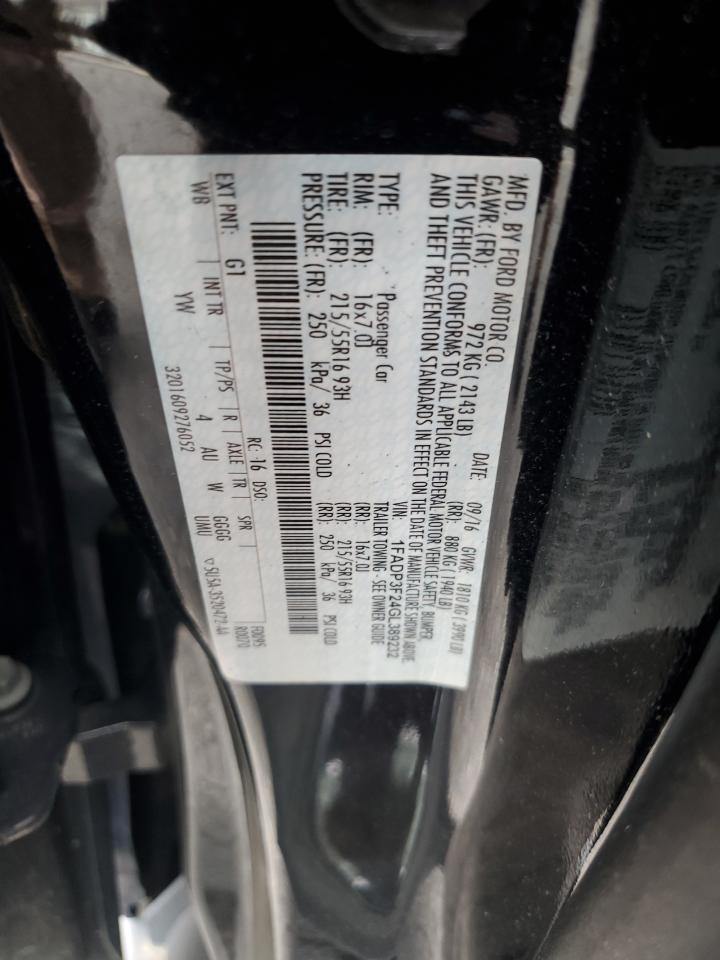 MFD. BY FORD MOTOR CO.
DATE: 09/16 GVWR: 1810 KG ( 3990 LB)
GAWR: (FR): 972 KG ( 2143 LB) (RR): 880 KG ( 1940 LB)
THIS VEHICLE CONFORMS TO ALL APPLICABLE FEDERAL MOTOR VEHICLE SAFETY, BUMPER,
AND THEFT PREVENTION STANDARDS IN EFFECT ON THE DATE OF MANUFACTURE SHOWN ABOVE.
VIN: 1FADP3F24GL389232
TYPE: Passenger Car TRAILER TOWING - SEE OWNER GUIDE
RIM: (FR): 16x7.0J (RR): 16x7.0J
TIRE: (FR): 215/55R16 93H (RR): 215/55R16 93H
PRESSURE: (FR): 250 kPa/ 36 PSI COLD (RR): 250 kPa/ 36 PSI COLD
RC: 16 DSO: F0095
EXT PNT: G1 R0070
WB INT TR TP/PS R AXLE TR SPR
YW 4 AU W GGGG UMU
3201609276052